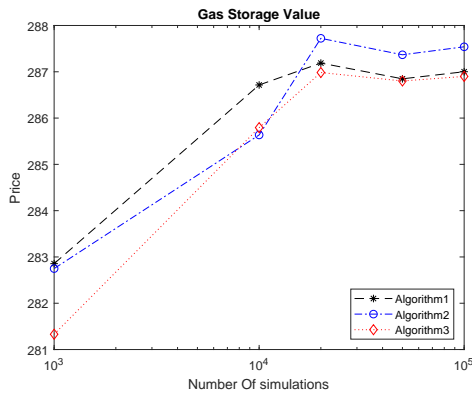 Gas Storage Value
288
287
286
285
284
283
282
281
Price
10^3
10^4
10^5
Number Of simulations
Algorithm1
Algorithm2
Algorithm3